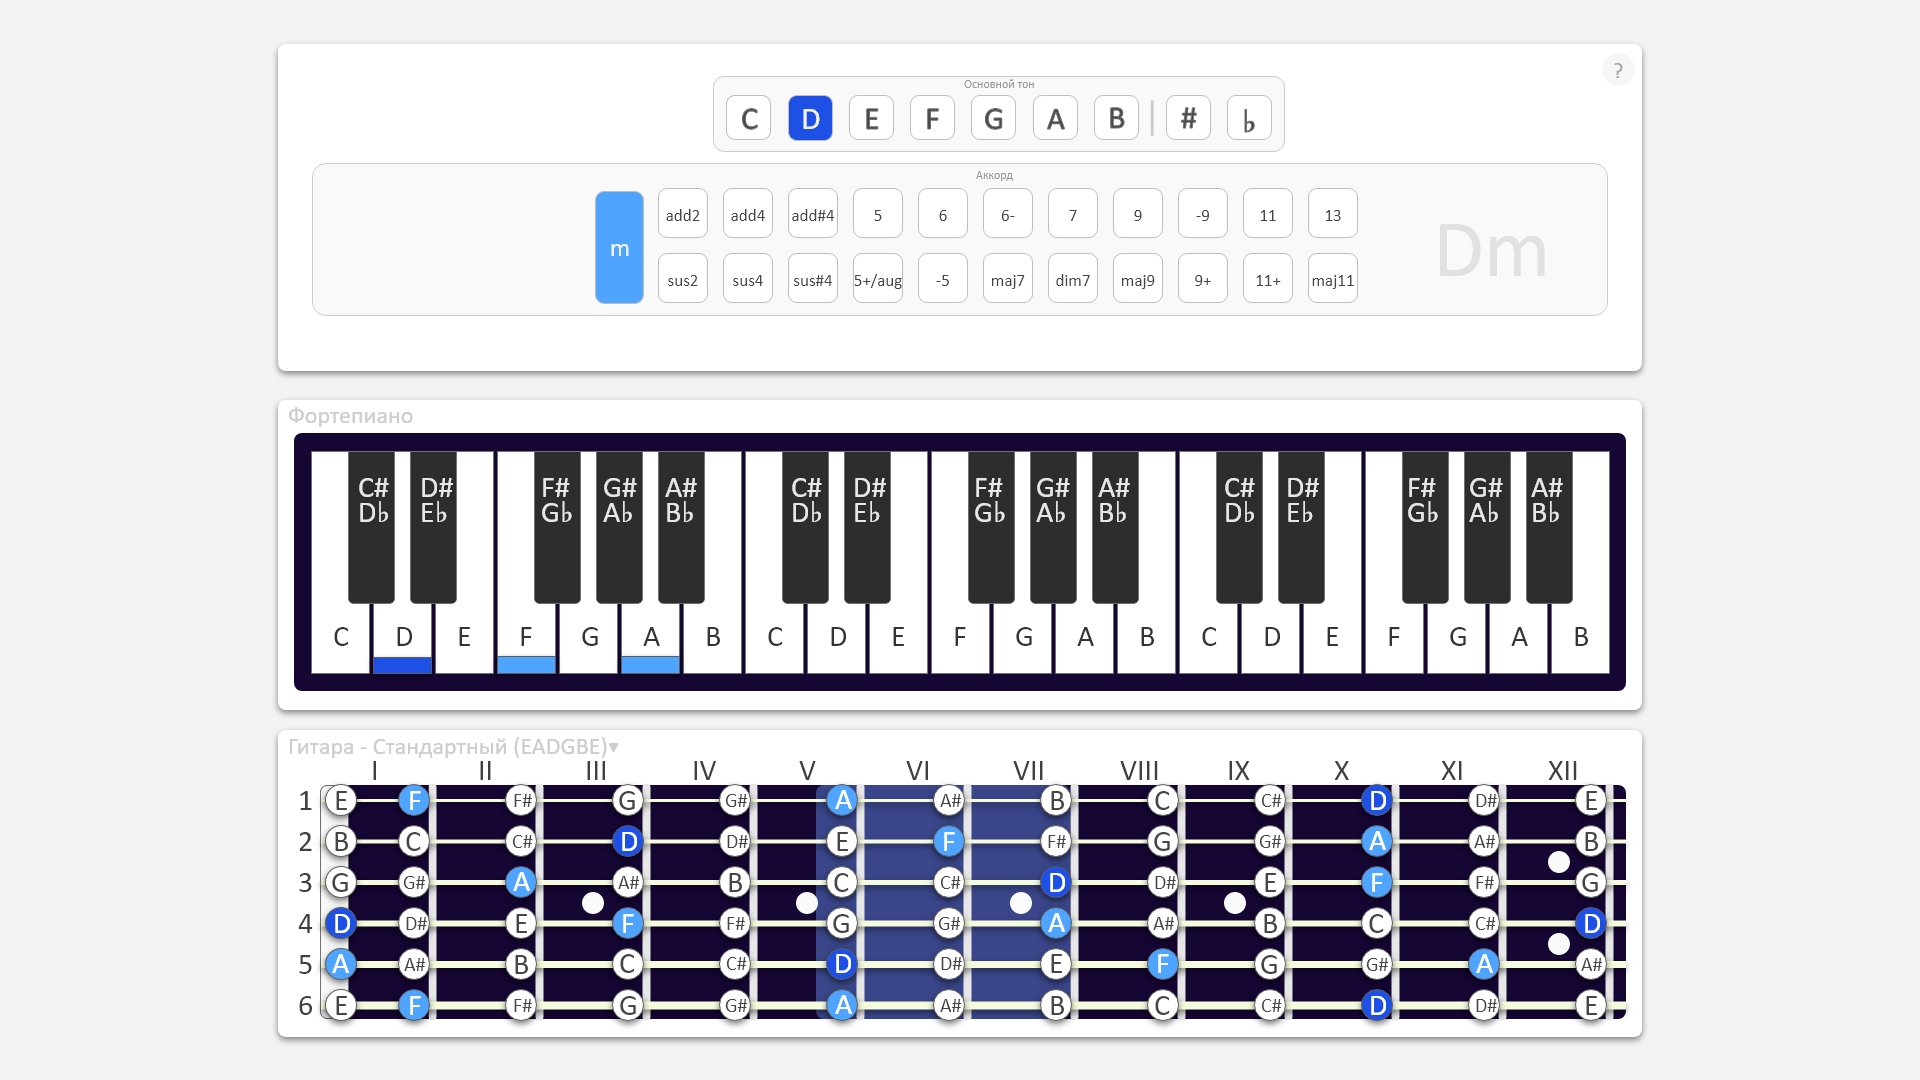 ?
Основной тон
C D E F G A B | # ♭
Аккорд
m
add2 add4 add#4 5 6 6- 7 9 -9 11 13
sus2 sus4 sus#4 5+/aug -5 maj7 dim7 maj9 9+ 11+ maj11
Dm
Фортепиано
C# D# F# G# A# C# D# F# G# A# C# D# F# G# A#
D♭ E♭ G♭ A♭ B♭ D♭ E♭ G♭ A♭ B♭ D♭ E♭ G♭ A♭ B♭
C D E F G A B C D E F G A B C D E F G A B
Гитара - Стандартный (EADGBE)▾
I II III IV V VI VII VIII IX X XI XII
1 E F F# G G# A A# B C C# D D# E
2 B C C# D D# E F F# G G# A A# B
3 G G# A A# B C C# D D# E F F# G
4 D D# E F F# G G# A A# B C C# D
5 A A# B C C# D D# E F G G# A A#
6 E F F# G G# A A# B C C# D D# E